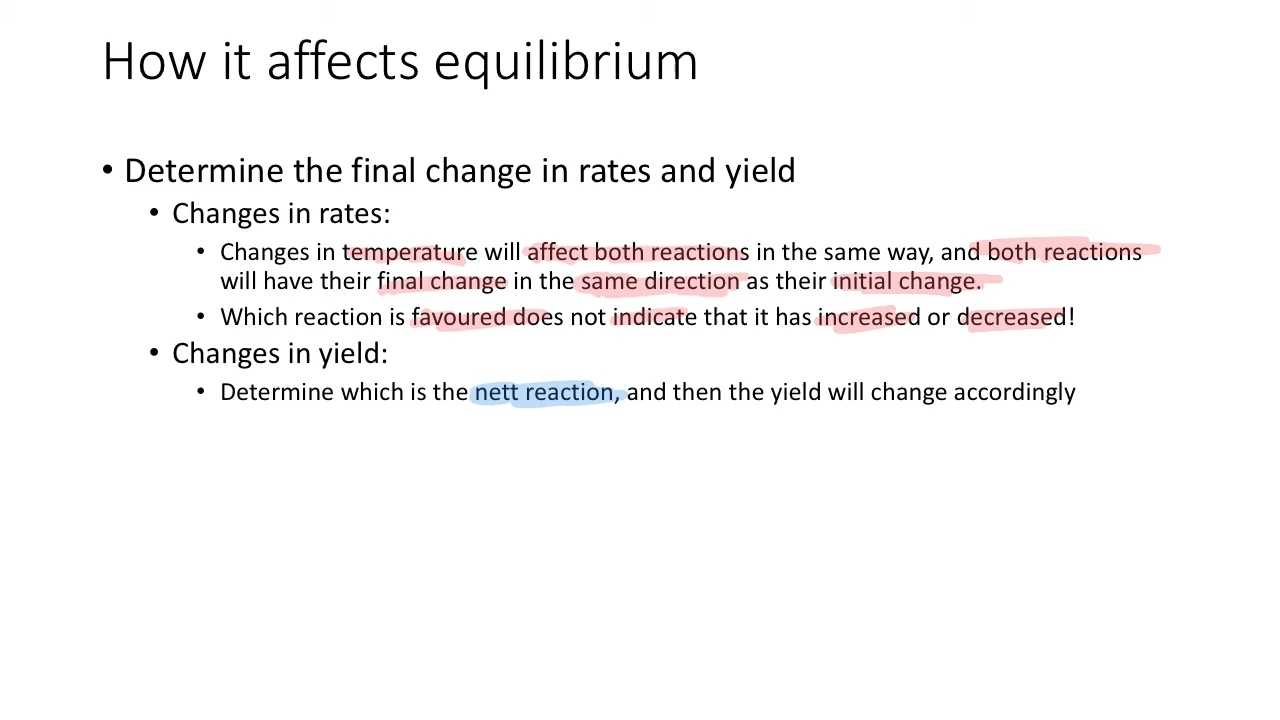 How it affects equilibrium
• Determine the final change in rates and yield
• Changes in rates:
• Changes in temperature will affect both reactions in the same way, and both reactions
will have their final change in the same direction as their initial change.
• Which reaction is favoured does not indicate that it has increased or decreased!
• Changes in yield:
• Determine which is the nett reaction, and then the yield will change accordingly